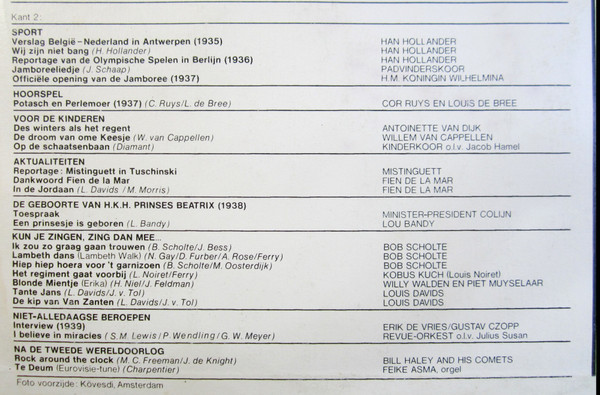 Kant 2:
SPORT
Verslag België-Nederland in Antwerpen (1935) HAN HOLLANDER
Wij zijn niet bang (H. Hollander) HAN HOLLANDER
Reportage van de Olympische Spelen in Berlijn (1936) HAN HOLLANDER
Jamboreeliedje (J. Schaap) PADVINDERSKOOR
Officiële opening van de Jamboree (1937) H.M. KONINGIN WILHELMINA
HOORSPEL
Potasch en Perlemoer (1937) (C. Ruys/L. de Bree) COR RUYS EN LOUIS DE BREE
VOOR DE KINDEREN
Des winters als het regent ANTOINETTE VAN DIJK
De droom van ome Keesje (W. van Cappellen) WILLEM VAN CAPPELLEN
Op de schaatsenbaan (Diamant) KINDERKOOR o.l.v. Jacob Hamel
AKTUALITEITEN
Reportage: Mistinguett in Tuschinski MISTINGUETT
Dankwoord Fien de la Mar FIEN DE LA MAR
In de Jordaan (L. Davids / M. Morris) FIEN DE LA MAR
DE GEBOORTE VAN H.K.H. PRINSES BEATRIX (1938)
Toespraak MINISTER-PRESIDENT COLIJN
Een prinsesje is geboren (L. Bandy) LOU BANDY
KUN JE ZINGEN, ZING DAN MEE...
Ik zou zo graag gaan trouwen (B. Scholte/J. Bess) BOB SCHOLTE
Lambeth dans (Lambeth Walk) (N. Gay/D. Furber/A. Rose/Ferry) BOB SCHOLTE
Hiep hiep hoera voor 't garnizoen (B. Scholte/M. Oosterdijk) BOB SCHOLTE
Het regiment gaat voorbij (L. Noiret/Ferry) KOBUS KUCH (Louis Noiret)
Blonde Mientje (Erika) (H. Niel/J. Feldman) WILLY WALDEN EN PIET MUYSELAAR
Tante Jans (L. Davids/J. v. Tol) LOUIS DAVIDS
De kip van Van Zanten (L. Davids/J. v. Tol) LOUIS DAVIDS
NIET-ALLEDAAGSE BEROEPEN
Interview (1939) ERIK DE VRIES/GUSTAV CZOPP
I believe in miracles (S.M. Lewis/P. Wendling/G.W. Meyer) REVUE-ORKEST o.l.v. Julius Susan
NA DE TWEEDE WERELDOORLOG
Rock around the clock (M.C. Freeman/J. de Knight) BILL HALEY AND HIS COMETS
Te Deum (Eurovisie-tune) (Charpentier) FEIKE ASMA, orgel
Foto voorzijde: Kövesdi, Amsterdam